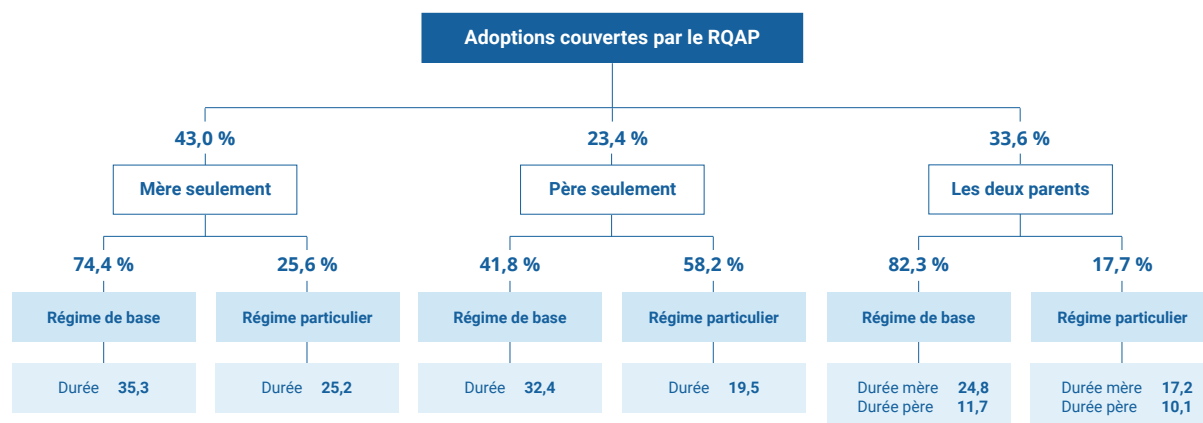 Adoptions couvertes par le RQAP
43,0 %
23,4 %
33,6 %
Mère seulement
Père seulement
Les deux parents
74,4 %
25,6 %
41,8 %
58,2 %
82,3 %
17,7 %
Régime de base
Régime particulier
Régime de base
Régime particulier
Régime de base
Régime particulier
Durée 35,3
Durée 25,2
Durée 32,4
Durée 19,5
Durée mère 24,8
Durée père 11,7
Durée mère 17,2
Durée père 10,1